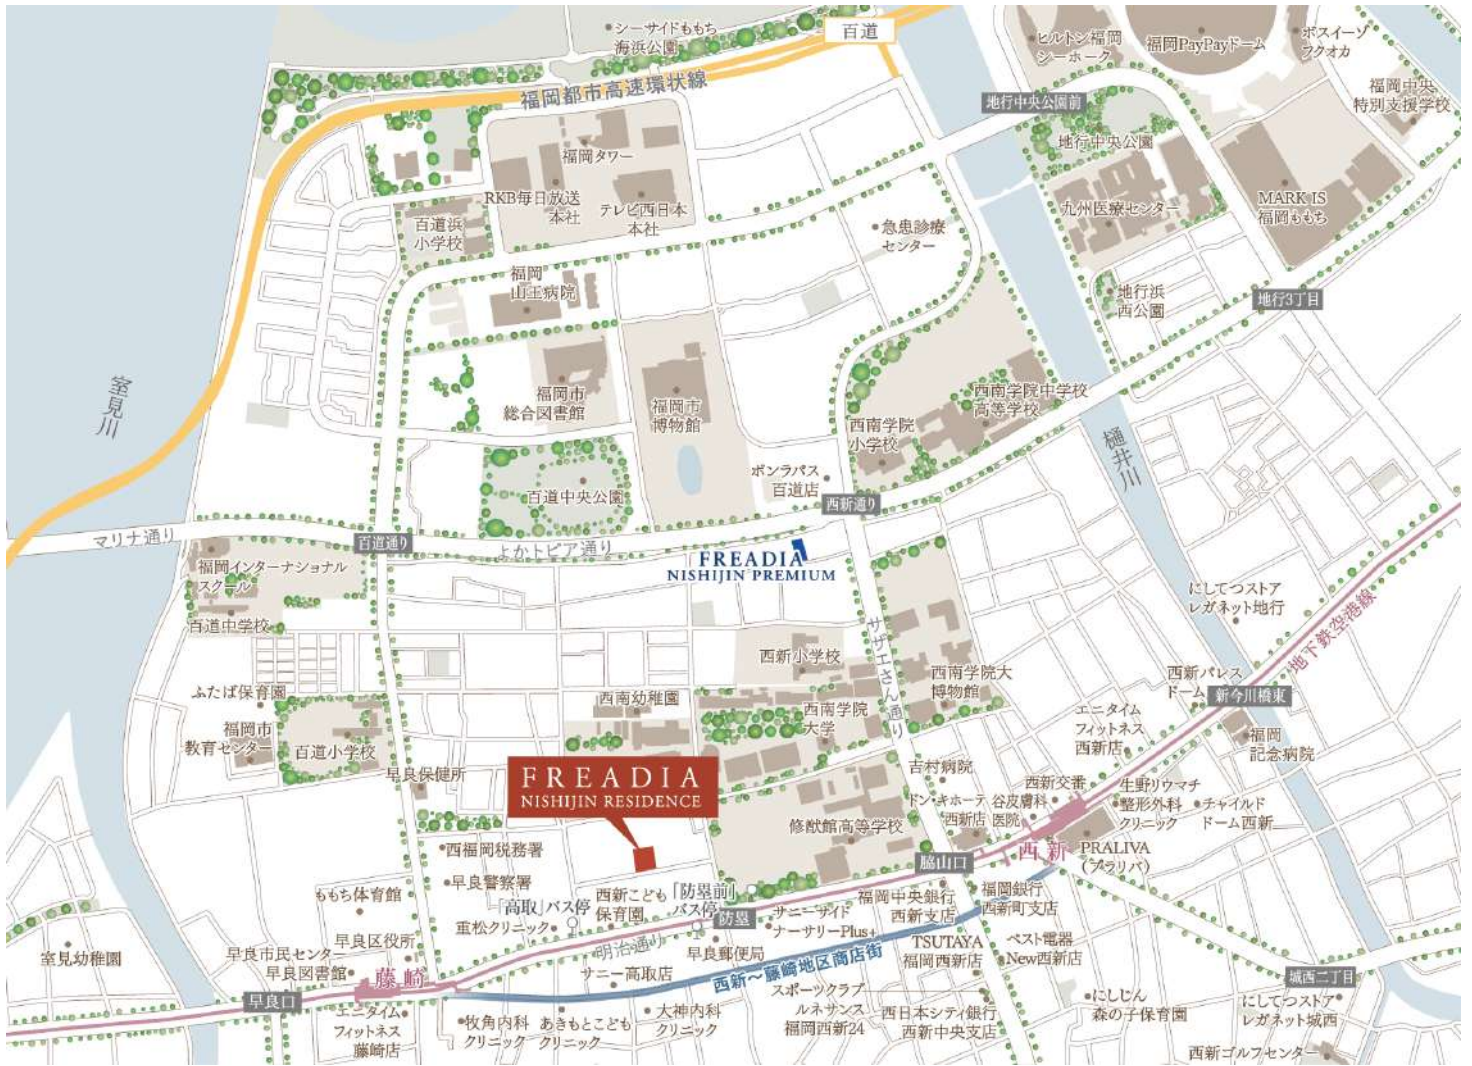 シーサイドももち
海浜公園
百道
ヒルトン福岡
シーホーク
福岡PayPayドーム
ボスイーゾ
フクオカ
福岡中央
特別支援学校
福岡都市高速環状線
地行中央公園前
地行中央公園
福岡タワー
RKB毎日放送
本社
テレビ西日本
本社
百道浜
小学校
急患診療
センター
九州医療センター
MARK IS
福岡ももち
福岡
山王病院
地行浜
西公園
地行3丁目
室見川
福岡市
総合図書館
福岡市
博物館
西南学院中学校
高等学校
西南学院
小学校
樋井川
ボンラパス
百道店
百道中央公園
西新通り
マリナ通り
百道通り
よかトピア通り
FREADIA
NISHIJIN PREMIUM
福岡インターナショナル
スクール
百道中学校
にしてつストア
レガネット地行
地下鉄空港線
サザエさん通り
西新小学校
西南学院大
博物館
西新パレス
ドーム
新今川橋東
ふたば保育園
西南幼稚園
西南学院
大学
エニタイム
フィットネス
西新店
福岡
記念病院
福岡市
教育センター
百道小学校
早良保健所
FREADIA
NISHIJIN RESIDENCE
吉村病院
西新交番
生野リウマチ
整形外科
クリニック
チャイルド
ドーム西新
ドン・キホーテ
西新店
谷皮膚科
医院
修猷館高等学校
脇山口
西新
PRALIVA
(プラリバ)
西福岡税務署
早良警察署
ももち体育館
「高取」バス停
重松クリニック
西新こども
保育園
「防塁前」
バス停
防塁
サニーサイド
ナーサリーPlus+
福岡中央銀行
西新支店
福岡銀行
西新町支店
室見幼稚園
早良市民センター
早良区役所
早良図書館
明治通り
早良郵便局
TSUTAYA
福岡西新店
ベスト電器
New西新店
藤崎
サニー高取店
西新〜藤崎地区商店街
城西二丁目
早良口
エニタイム
フィットネス
藤崎店
牧角内科
クリニック
あきもとこども
クリニック
大神内科
クリニック
スポーツクラブ
ルネサンス
福岡西新24
西日本シティ銀行
西新中央支店
にしじん
森の子保育園
にしてつストア
レガネット城西
西新ゴルフセンター